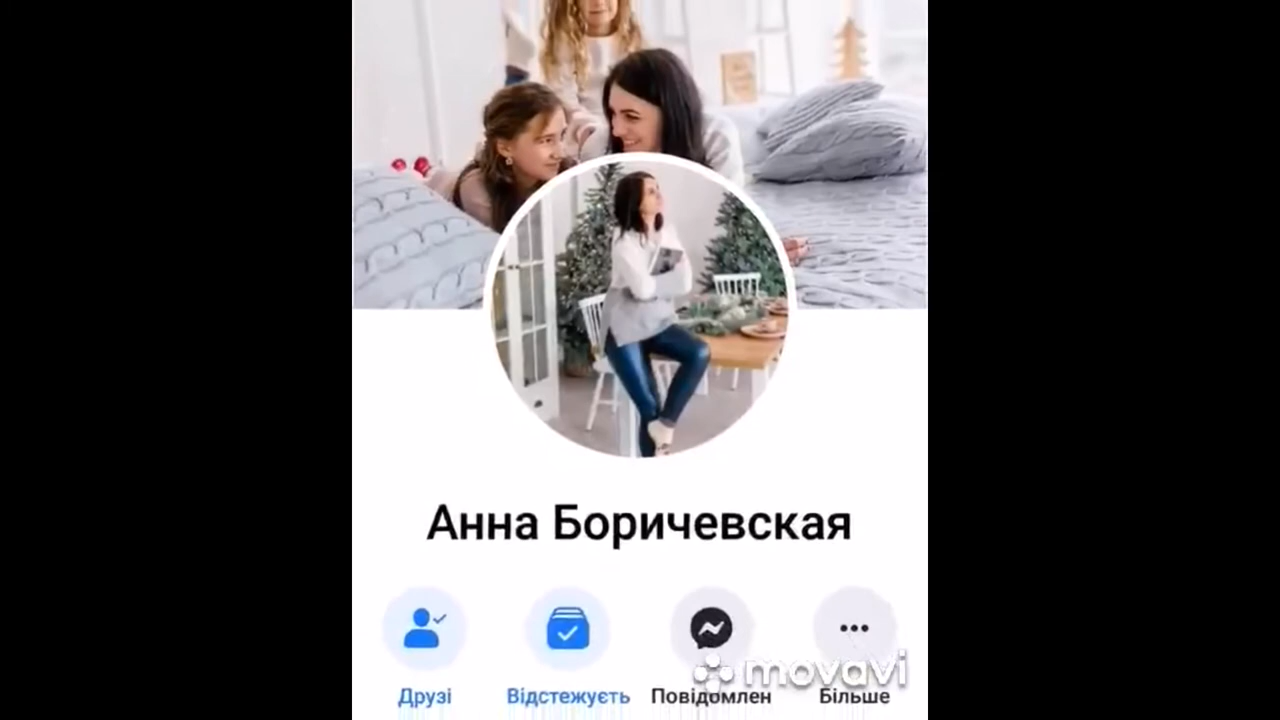 Анна Боричевская
Друзі
Відстежуєть
Повідомлен
Більше
movavi